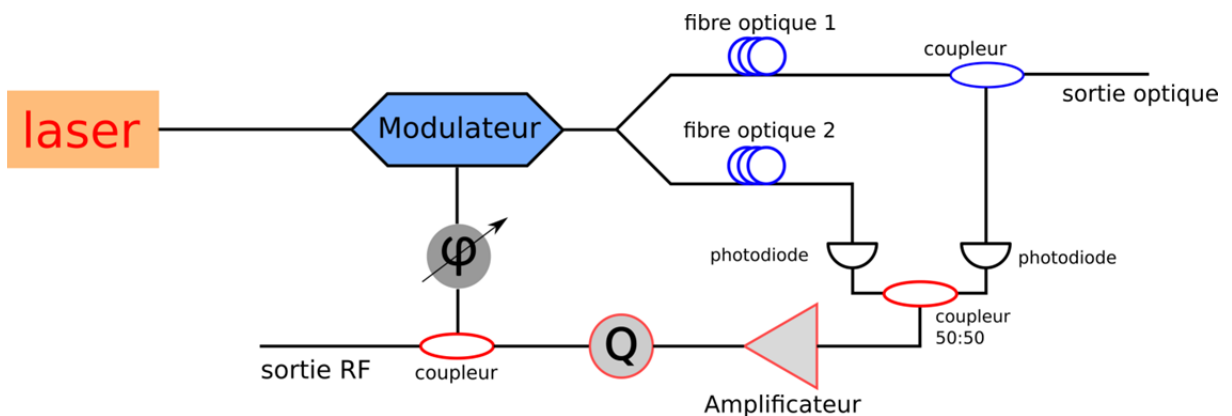 fibre optique 1
coupleur
laser
Modulateur
sortie optique
fibre optique 2
φ
photodiode
photodiode
coupleur
50:50
Q
sortie RF
coupleur
Amplificateur